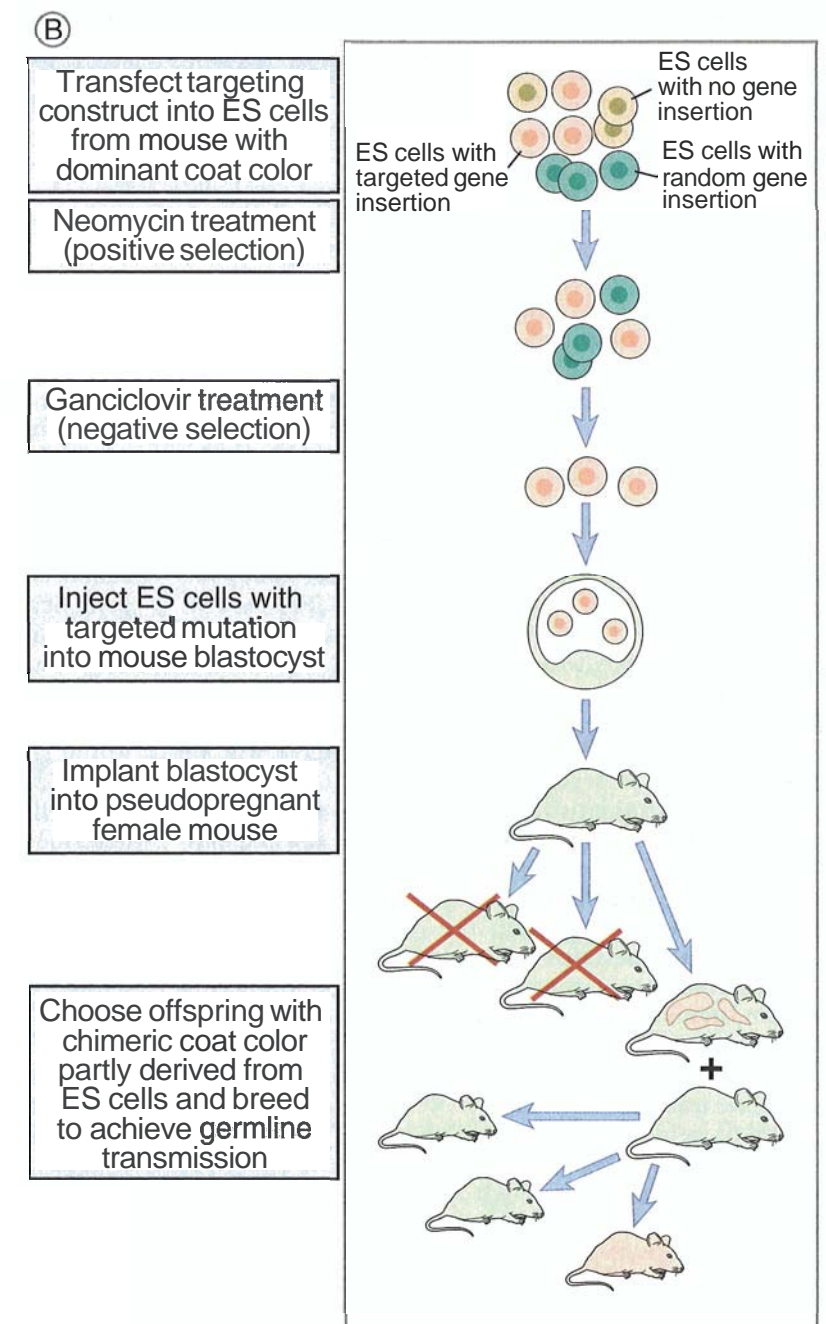 B
Transfect targeting
construct into ES cells
from mouse with
dominant coat color
Neomycin treatment
(positive selection)
Ganciclovir treatment
(negative selection)
Inject ES cells with
targeted mutation
into mouse blastocyst
Implant blastocyst
into pseudopregnant
female mouse
Choose offspring with
chimeric coat color
partly derived from
ES cells and breed
to achieve germline
transmission
ES cells
with no gene
insertion
ES cells with
targeted gene
insertion
ES cells with
random gene
insertion
+